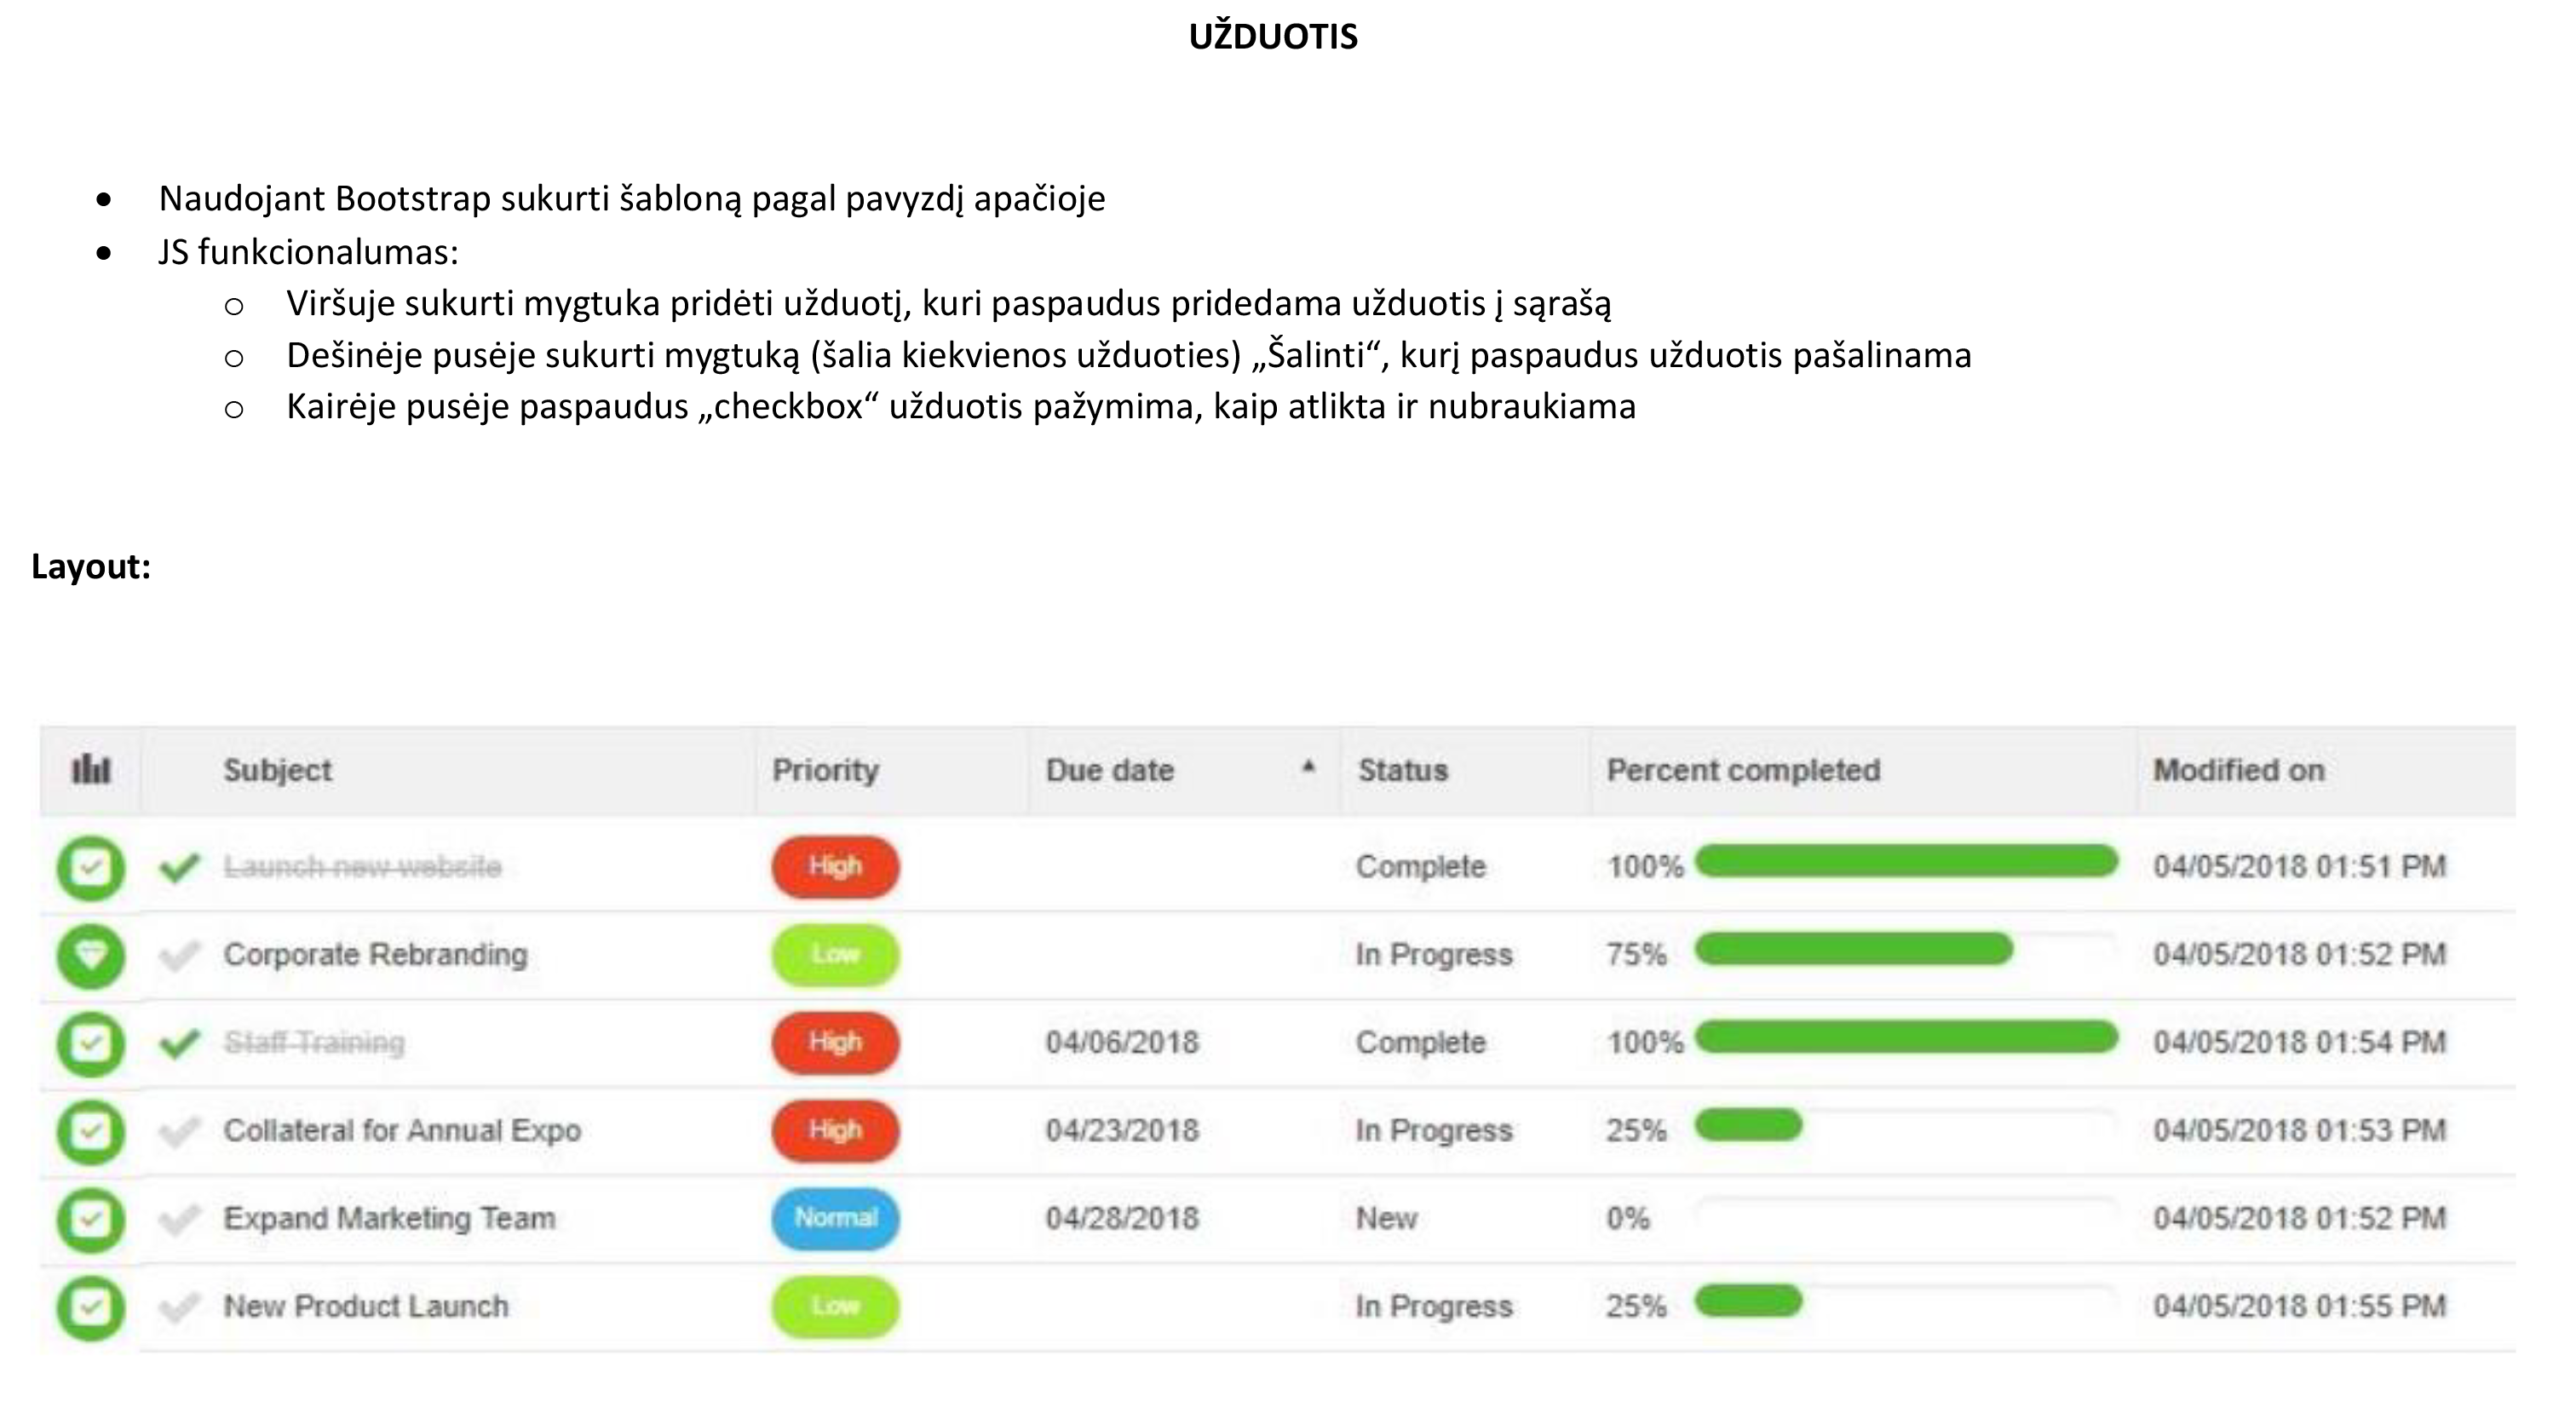 UŽDUOTIS
• Naudojant Bootstrap sukurti šabloną pagal pavyzdį apačioje
• JS funkcionalumas:
o Viršuje sukurti mygtuka pridėti užduotį, kuri paspaudus pridedama užduotis į sąrašą
o Dešinėje pusėje sukurti mygtuką (šalia kiekvienos užduoties) „Šalinti“, kurį paspaudus užduotis pašalinama
o Kairėje pusėje paspaudus „checkbox“ užduotis pažymima, kaip atlikta ir nubraukiama
Layout:
Subject Priority Due date Status Percent completed Modified on
Launch new website High Complete 100% 04/05/2018 01:51 PM
Corporate Rebranding Low In Progress 75% 04/05/2018 01:52 PM
Staff Training High 04/06/2018 Complete 100% 04/05/2018 01:54 PM
Collateral for Annual Expo High 04/23/2018 In Progress 25% 04/05/2018 01:53 PM
Expand Marketing Team Normal 04/28/2018 New 0% 04/05/2018 01:52 PM
New Product Launch Low In Progress 25% 04/05/2018 01:55 PM